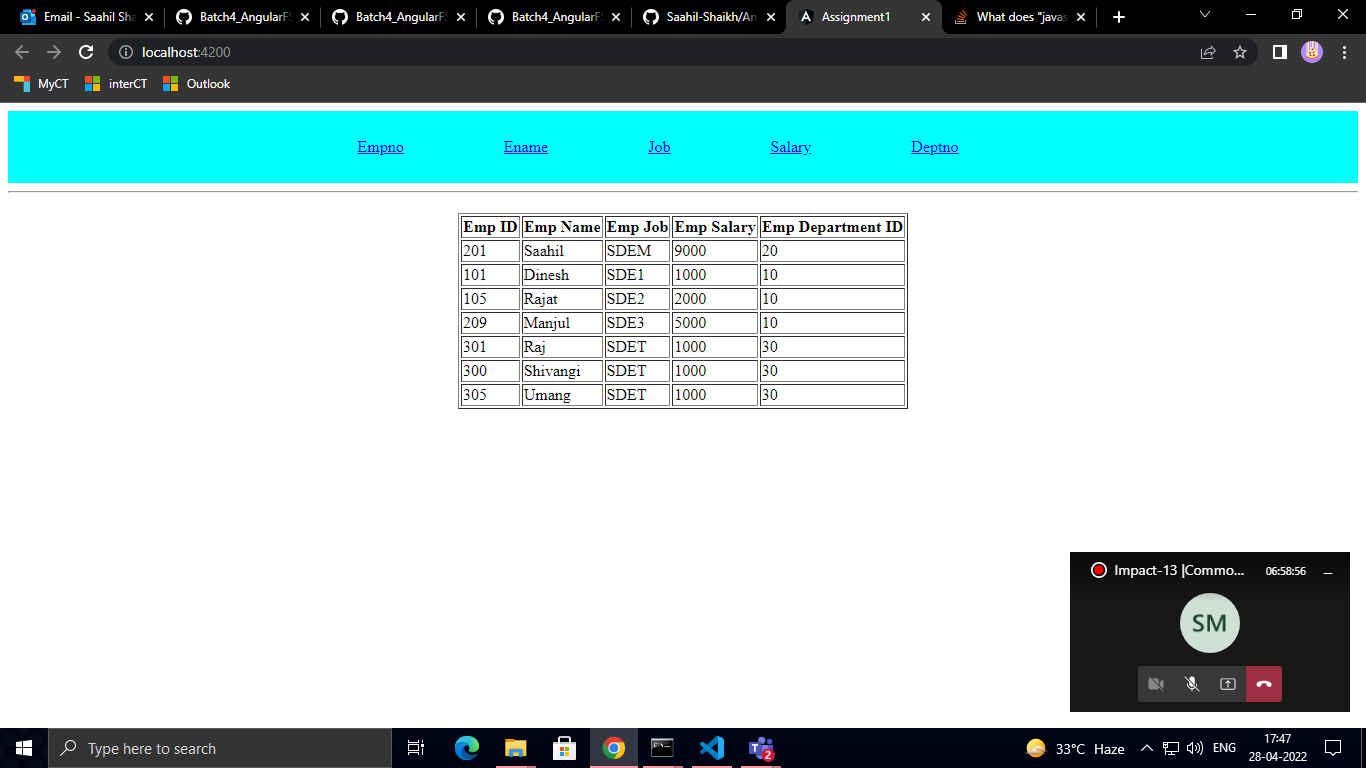 Email - Saahil Sha
Batch4_AngularFS
Batch4_AngularFS
Batch4_AngularFS
Saahil-Shaikh/An
Assignment1
What does "javas
localhost:4200
MyCT
interCT
Outlook
Empno Ename Job Salary Deptno
Emp ID Emp Name Emp Job Emp Salary Emp Department ID
201 Saahil SDEM 9000 20
101 Dinesh SDE1 1000 10
105 Rajat SDE2 2000 10
209 Manjul SDE3 5000 10
301 Raj SDET 1000 30
300 Shivangi SDET 1000 30
305 Umang SDET 1000 30
Impact-13 |Commo... 06:58:56
SM
Type here to search
2
33°C Haze
ENG
17:47
28-04-2022